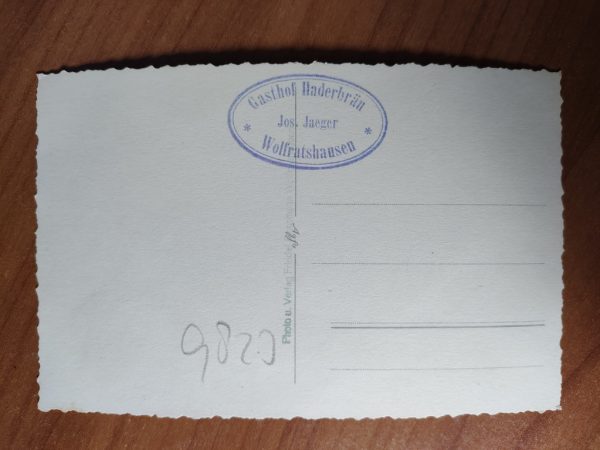 Gasthof Haderbräu
Jos. Jaeger
* Wolfratshausen *
Photo u. Verlag
9820